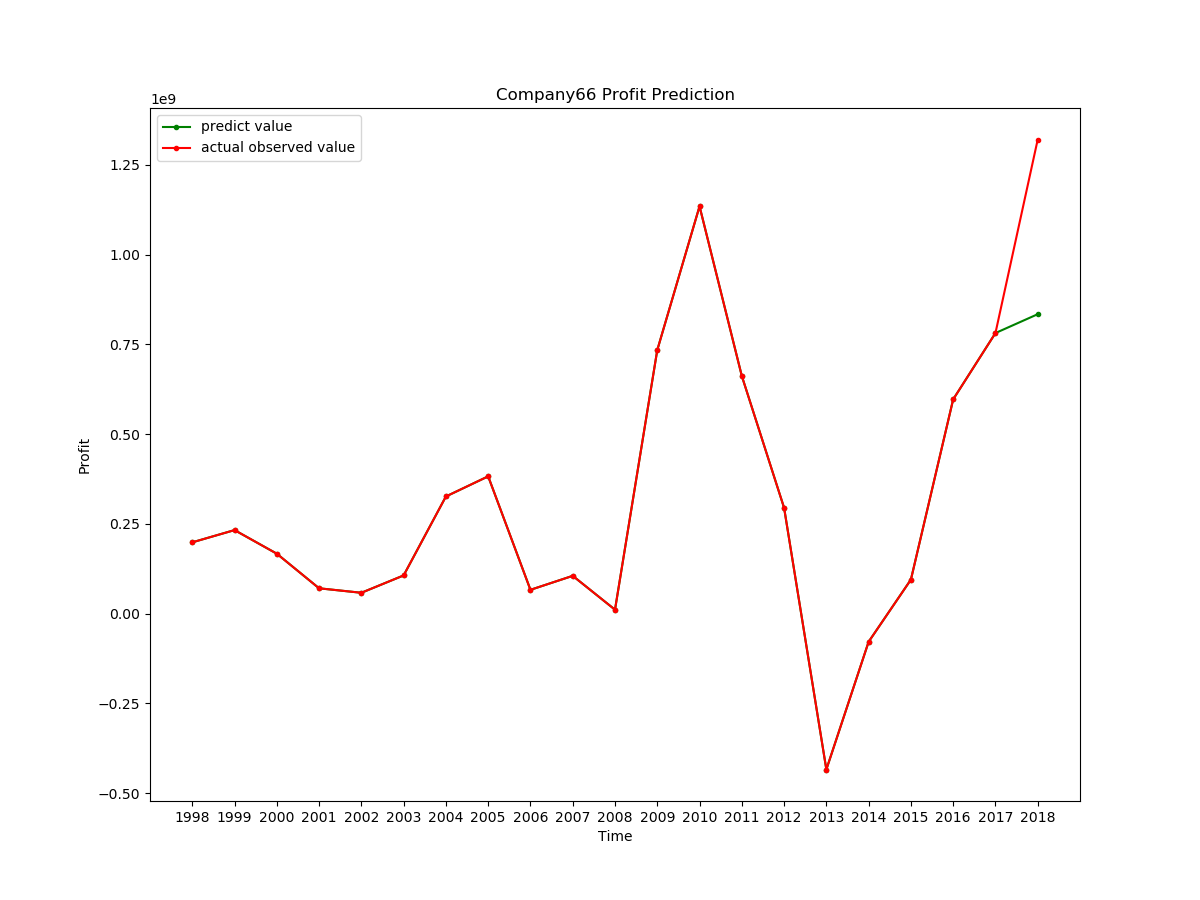 Company66 Profit Prediction
1e9
predict value
actual observed value
1.25
1.00
0.75
0.50
0.25
0.00
−0.25
−0.50
Profit
1998 1999 2000 2001 2002 2003 2004 2005 2006 2007 2008 2009 2010 2011 2012 2013 2014 2015 2016 2017 2018
Time